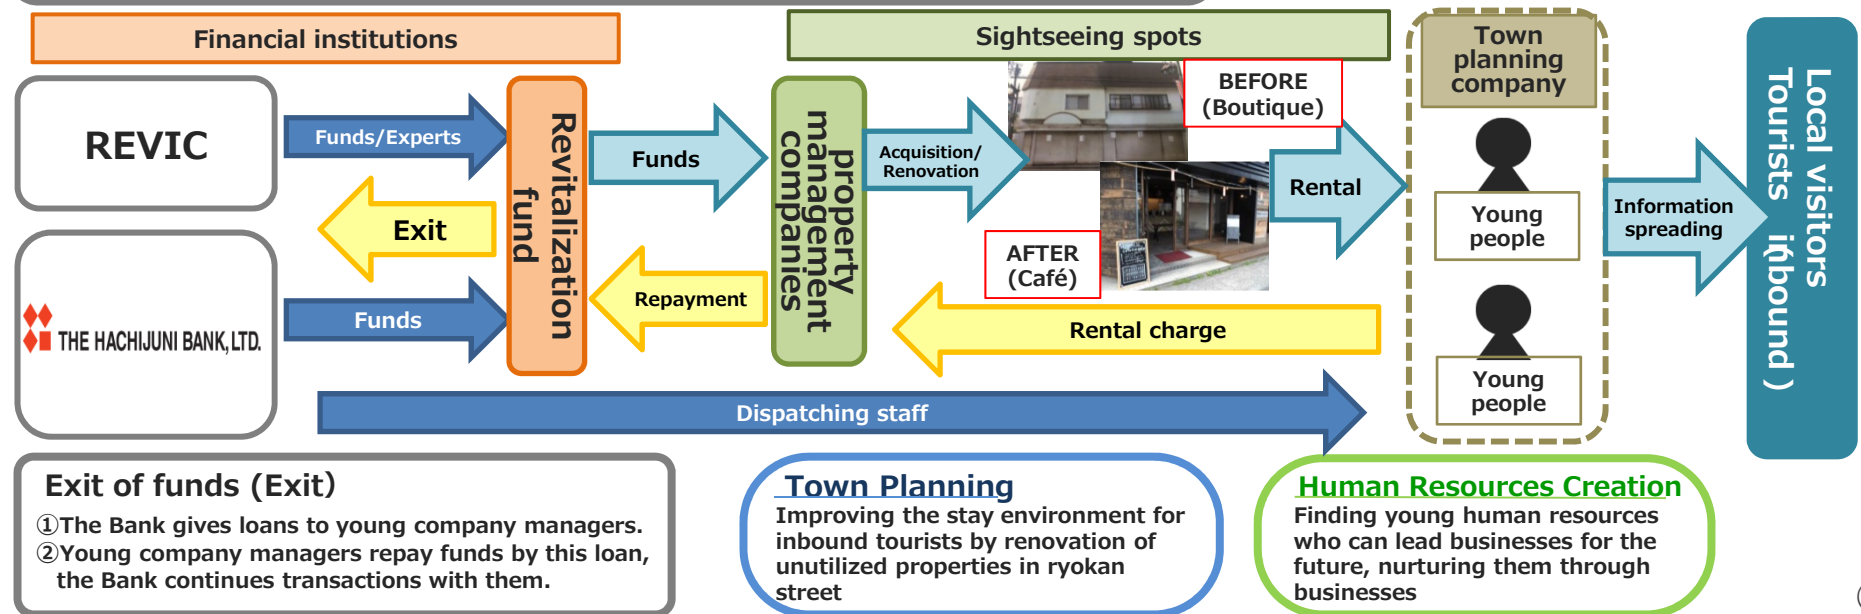 Financial institutions
Sightseeing spots
REVIC
Funds/Experts
Exit
THE HACHIJUNI BANK, LTD.
Funds
Revitalization
fund
Funds
Repayment
property
management
companies
Acquisition/
Renovation
BEFORE
(Boutique)
AFTER
(Café)
Rental
Rental charge
Dispatching staff
Town
planning
company
Young
people
Young
people
Information
spreading
Local visitors
Tourists
inbound )
Exit of funds (Exit）
①The Bank gives loans to young company managers.
②Young company managers repay funds by this loan,
the Bank continues transactions with them.
Town Planning
Improving the stay environment for
inbound tourists by renovation of
unutilized properties in ryokan
street
Human Resources Creation
Finding young human resources
who can lead businesses for the
future, nurturing them through
businesses